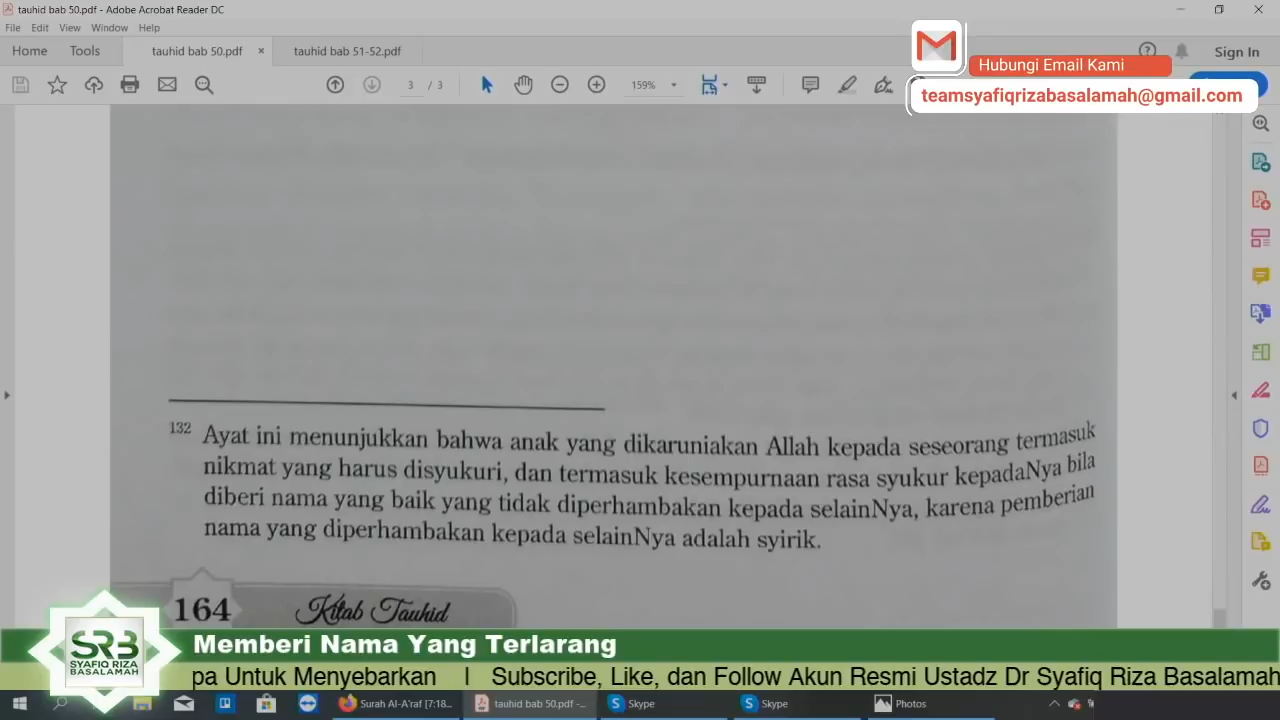 tauhid bab 50.pdf - Adobe Acrobat Reader DC
File Edit View Window Help
Home Tools tauhid bab 50.pdf × tauhid bab 51-52.pdf Sign In
Hubungi Email Kami
teamsyafiqrizabasalamah@gmail.com
3 / 3 159%
132 Ayat ini menunjukkan bahwa anak yang dikaruniakan Allah kepada seseorang termasuk
nikmat yang harus disyukuri, dan termasuk kesempurnaan rasa syukur kepadaNya bila
diberi nama yang baik yang tidak diperhambakan kepada selainNya, karena pemberian
nama yang diperhambakan kepada selainNya adalah syirik.
164 Kitab Tauhid
SRB
SYAFIQ RIZA
BASALAMAH
Memberi Nama Yang Terlarang
pa Untuk Menyebarkan I Subscribe, Like, dan Follow Akun Resmi Ustadz Dr Syafiq Riza Basalamah
Surah Al-A'raf [7:18... tauhid bab 50.pdf -... Skype Skype Photos